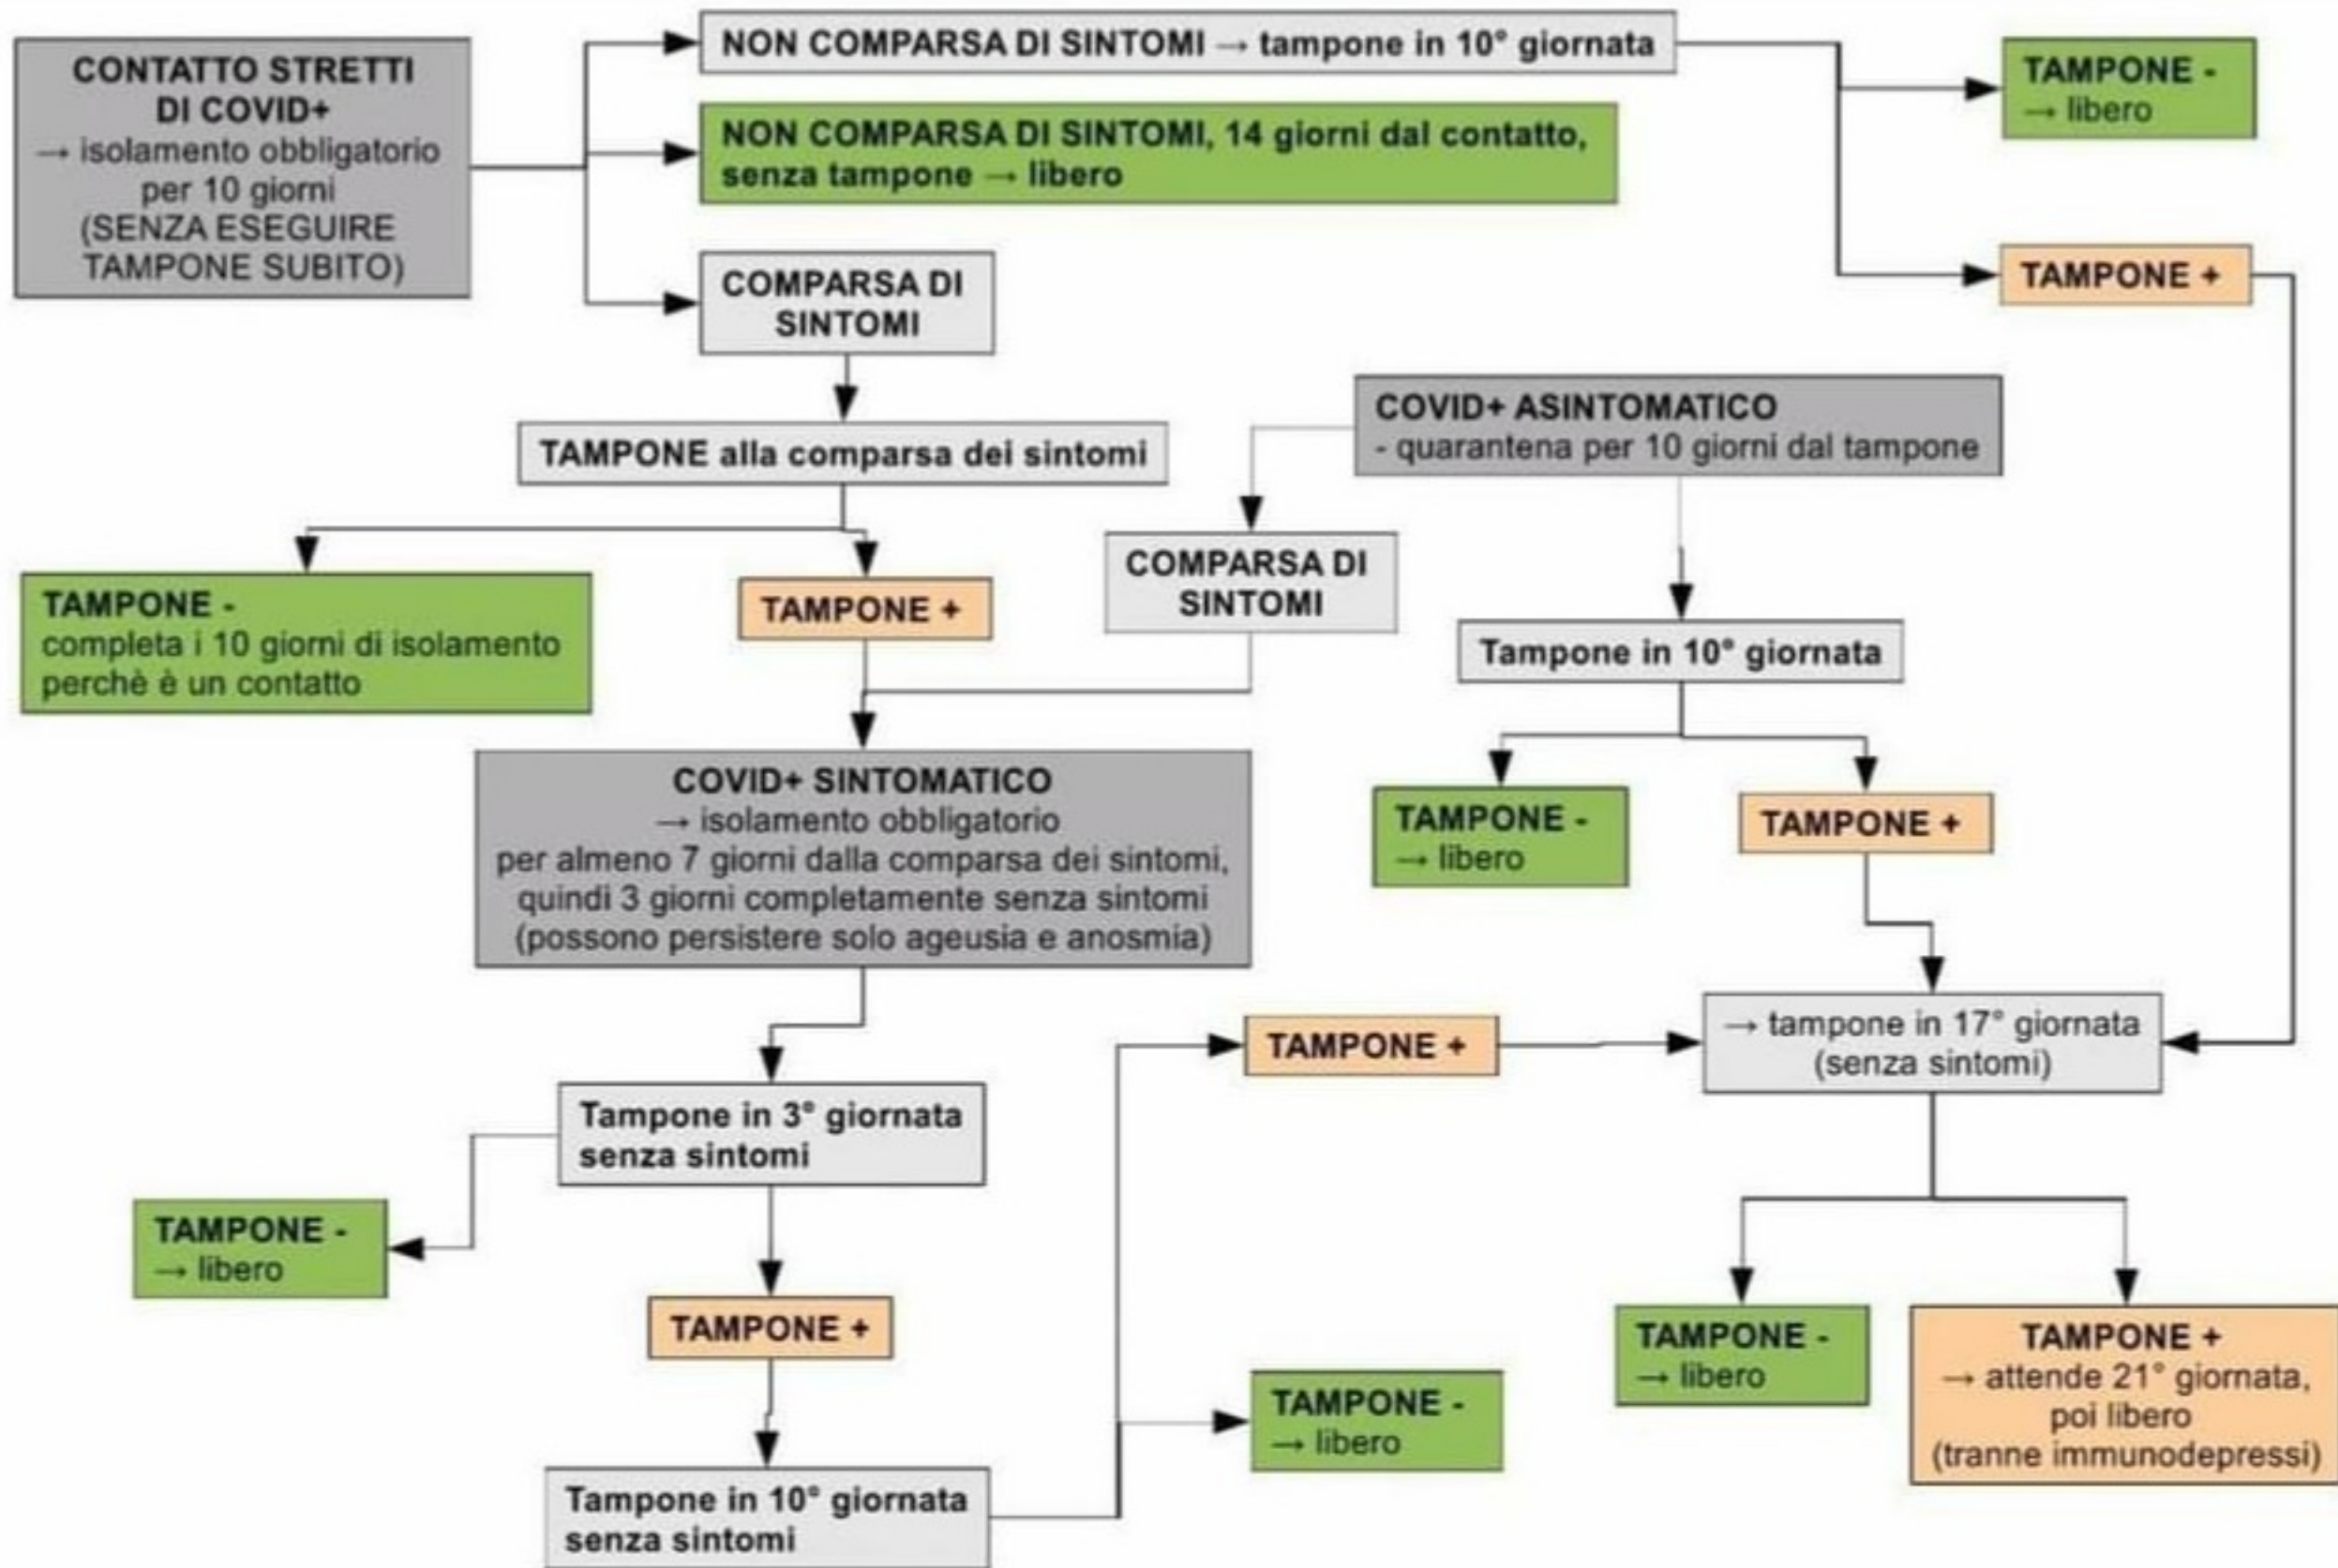 CONTATTO STRETTI
DI COVID+
→ isolamento obbligatorio
per 10 giorni
(SENZA ESEGUIRE
TAMPONE SUBITO)
NON COMPARSA DI SINTOMI → tampone in 10° giornata
TAMPONE -
→ libero
NON COMPARSA DI SINTOMI, 14 giorni dal contatto,
senza tampone → libero
TAMPONE +
COMPARSA DI
SINTOMI
TAMPONE alla comparsa dei sintomi
COVID+ ASINTOMATICO
- quarantena per 10 giorni dal tampone
TAMPONE -
completa i 10 giorni di isolamento
perchè è un contatto
TAMPONE +
COMPARSA DI
SINTOMI
Tampone in 10° giornata
COVID+ SINTOMATICO
→ isolamento obbligatorio
per almeno 7 giorni dalla comparsa dei sintomi,
quindi 3 giorni completamente senza sintomi
(possono persistere solo ageusia e anosmia)
TAMPONE -
→ libero
TAMPONE +
TAMPONE +
→ tampone in 17° giornata
(senza sintomi)
Tampone in 3° giornata
senza sintomi
TAMPONE -
→ libero
TAMPONE +
TAMPONE -
→ libero
TAMPONE +
→ attende 21° giornata,
poi libero
(tranne immunodepressi)
TAMPONE -
→ libero
Tampone in 10° giornata
senza sintomi